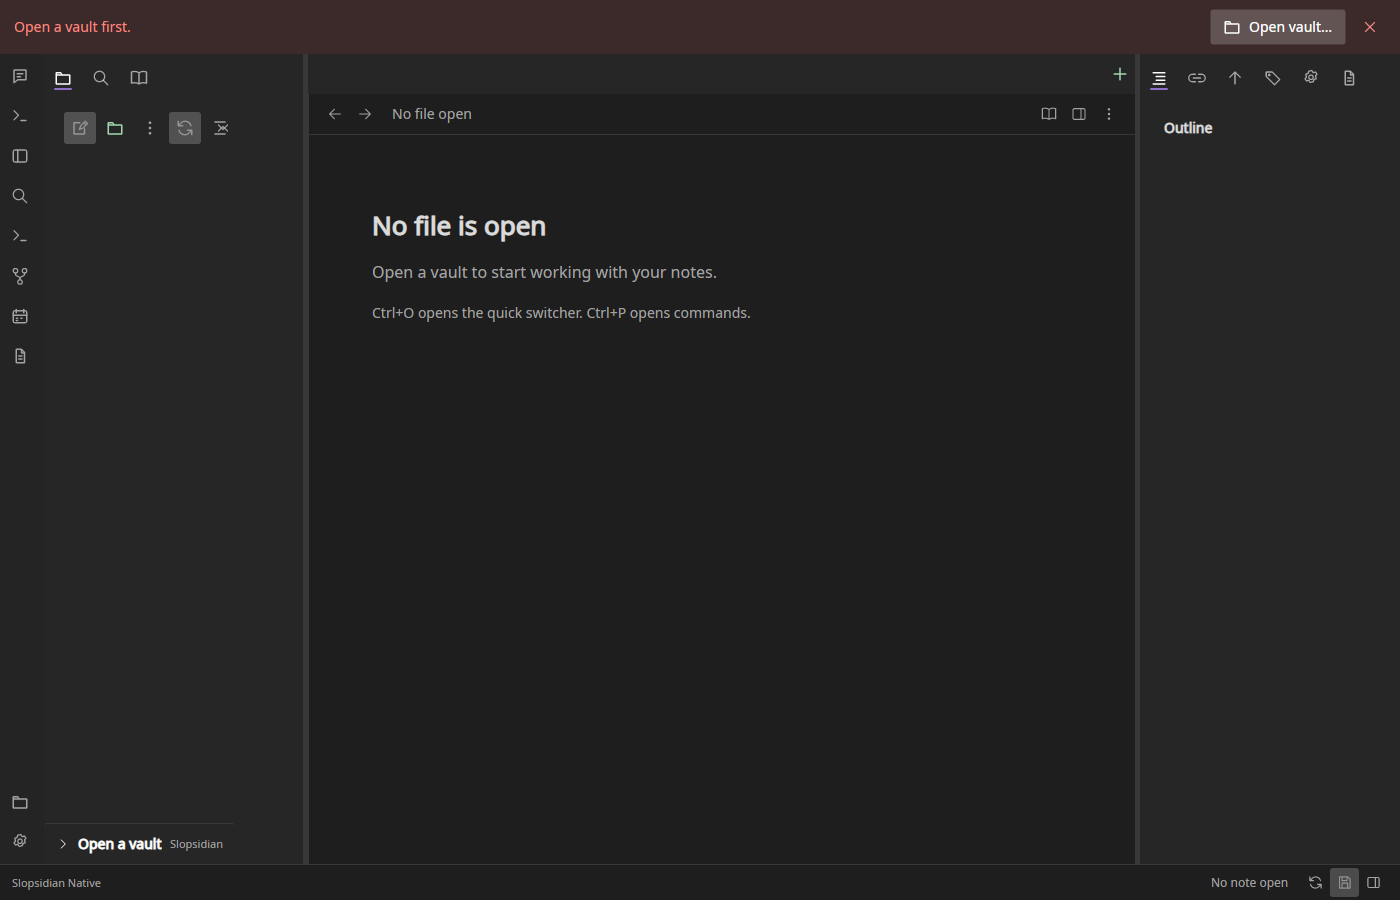 Open a vault first.
Open vault...
No file open
Outline
No file is open
Open a vault to start working with your notes.
Ctrl+O opens the quick switcher. Ctrl+P opens commands.
Open a vault Slopsidian
Slopsidian Native
No note open